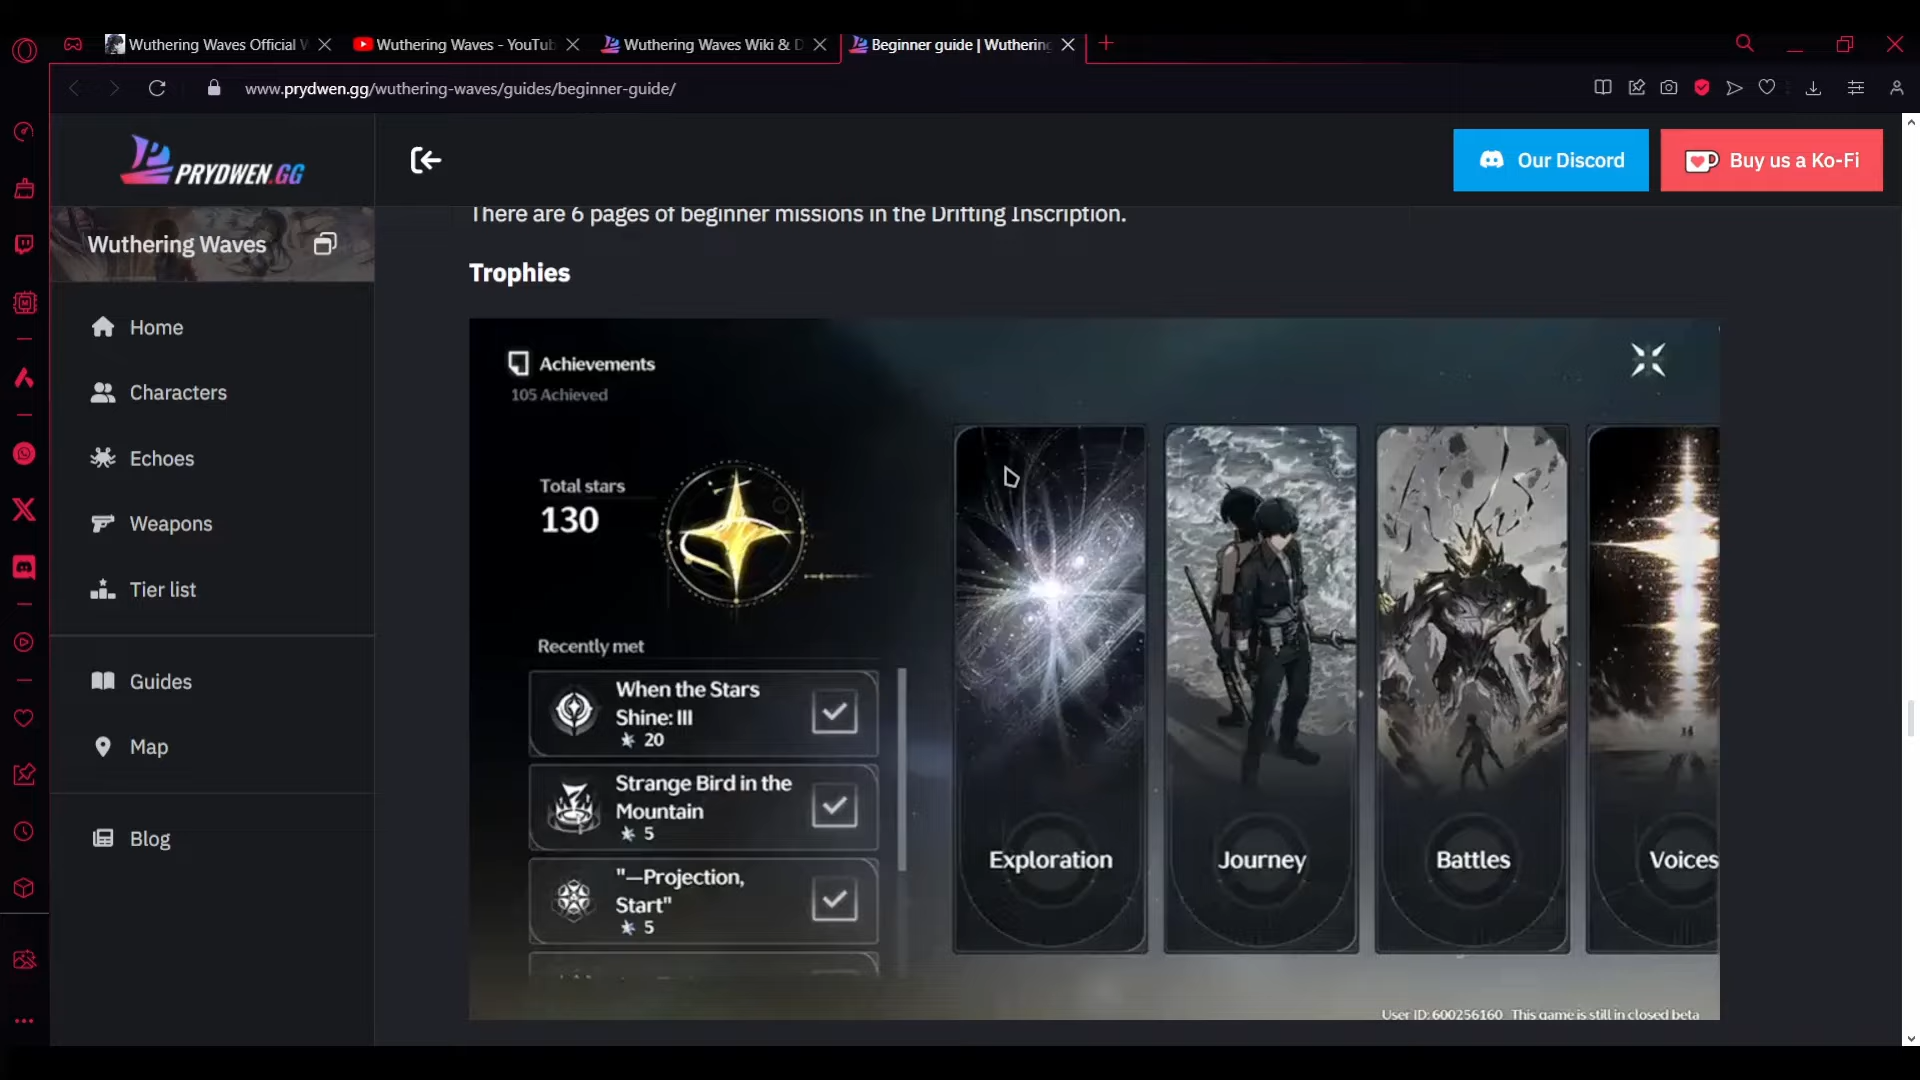 Wuthering Waves Official W
Wuthering Waves - YouTub
Wuthering Waves Wiki & D
Beginner guide | Wuthering
www.prydwen.gg/wuthering-waves/guides/beginner-guide/
PRYDWEN.GG
Our Discord
Buy us a Ko-Fi
Wuthering Waves
Home
Characters
Echoes
Weapons
Tier list
Guides
Map
Blog
There are 6 pages of beginner missions in the Drifting Inscription.
Trophies
Achievements
105 Achieved
Total stars
130
Recently met
When the Stars
Shine: III
20
Strange Bird in the
Mountain
5
"—Projection,
Start"
5
Exploration
Journey
Battles
Voices
User ID: 600256160 This game is still in closed beta